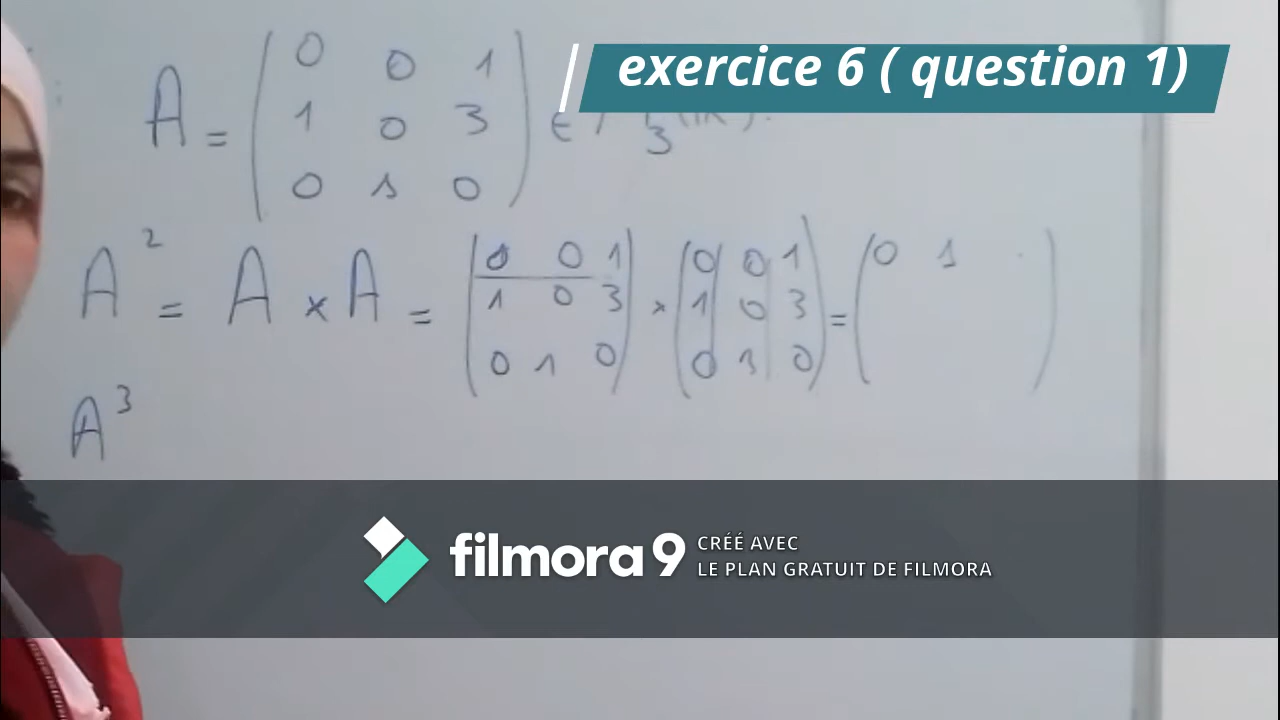 exercice 6 ( question 1)
A = ( 0 0 1
1 0 3 ∈ 3 (IR).
0 1 0 )
A² = A × A = ( 0 0 1
1 0 3
0 1 0 ) × ( 0 0 1
1 0 3
0 1 0 ) = ( 0 1 )
A³
filmora 9 CRÉÉ AVEC
LE PLAN GRATUIT DE FILMORA